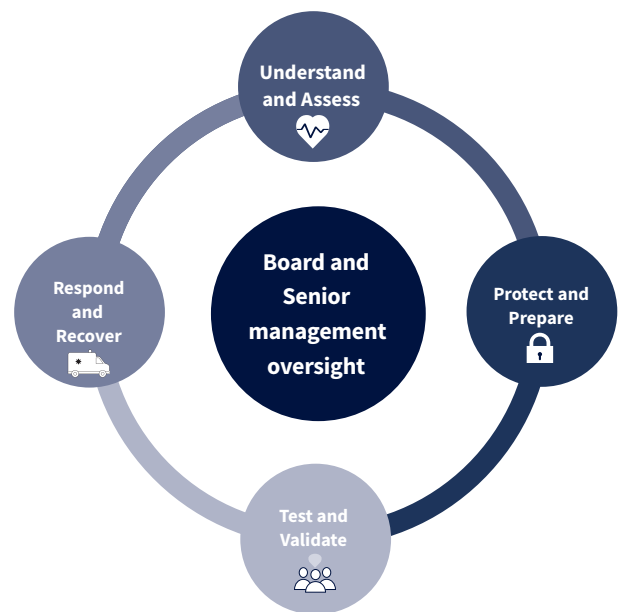 Understand
and Assess
Board and
Senior
management
oversight
Protect and
Prepare
Respond
and
Recover
Test and
Validate